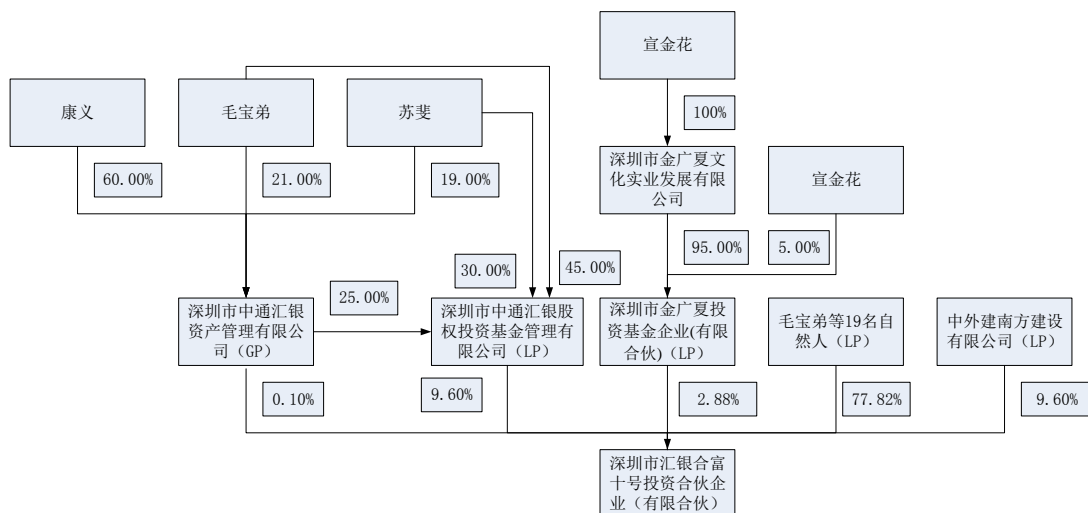 宣金花
康义
毛宝弟
苏斐
100%
60.00%
21.00%
19.00%
深圳市金广夏文
化实业发展有限
公司
宣金花
95.00%
5.00%
30.00%
45.00%
25.00%
深圳市中通汇银
资产管理有限公
司（GP）
深圳市中通汇银股
权投资基金管理有
限公司（LP）
深圳市金广夏投
资基金企业(有限
合伙)（LP）
毛宝弟等19名自
然人（LP）
中外建南方建设
有限公司（LP）
0.10%
9.60%
2.88%
77.82%
9.60%
深圳市汇银合富
十号投资合伙企
业（有限合伙）